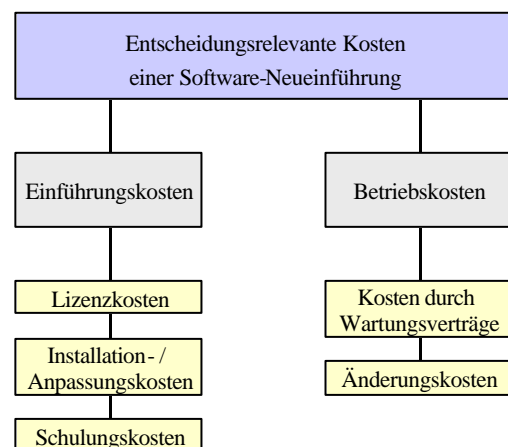 Entscheidungsrelevante Kosten
einer Software-Neueinführung
Einführungskosten
Betriebskosten
Lizenzkosten
Installation- /
Anpassungskosten
Schulungskosten
Kosten durch
Wartungsverträge
Änderungskosten